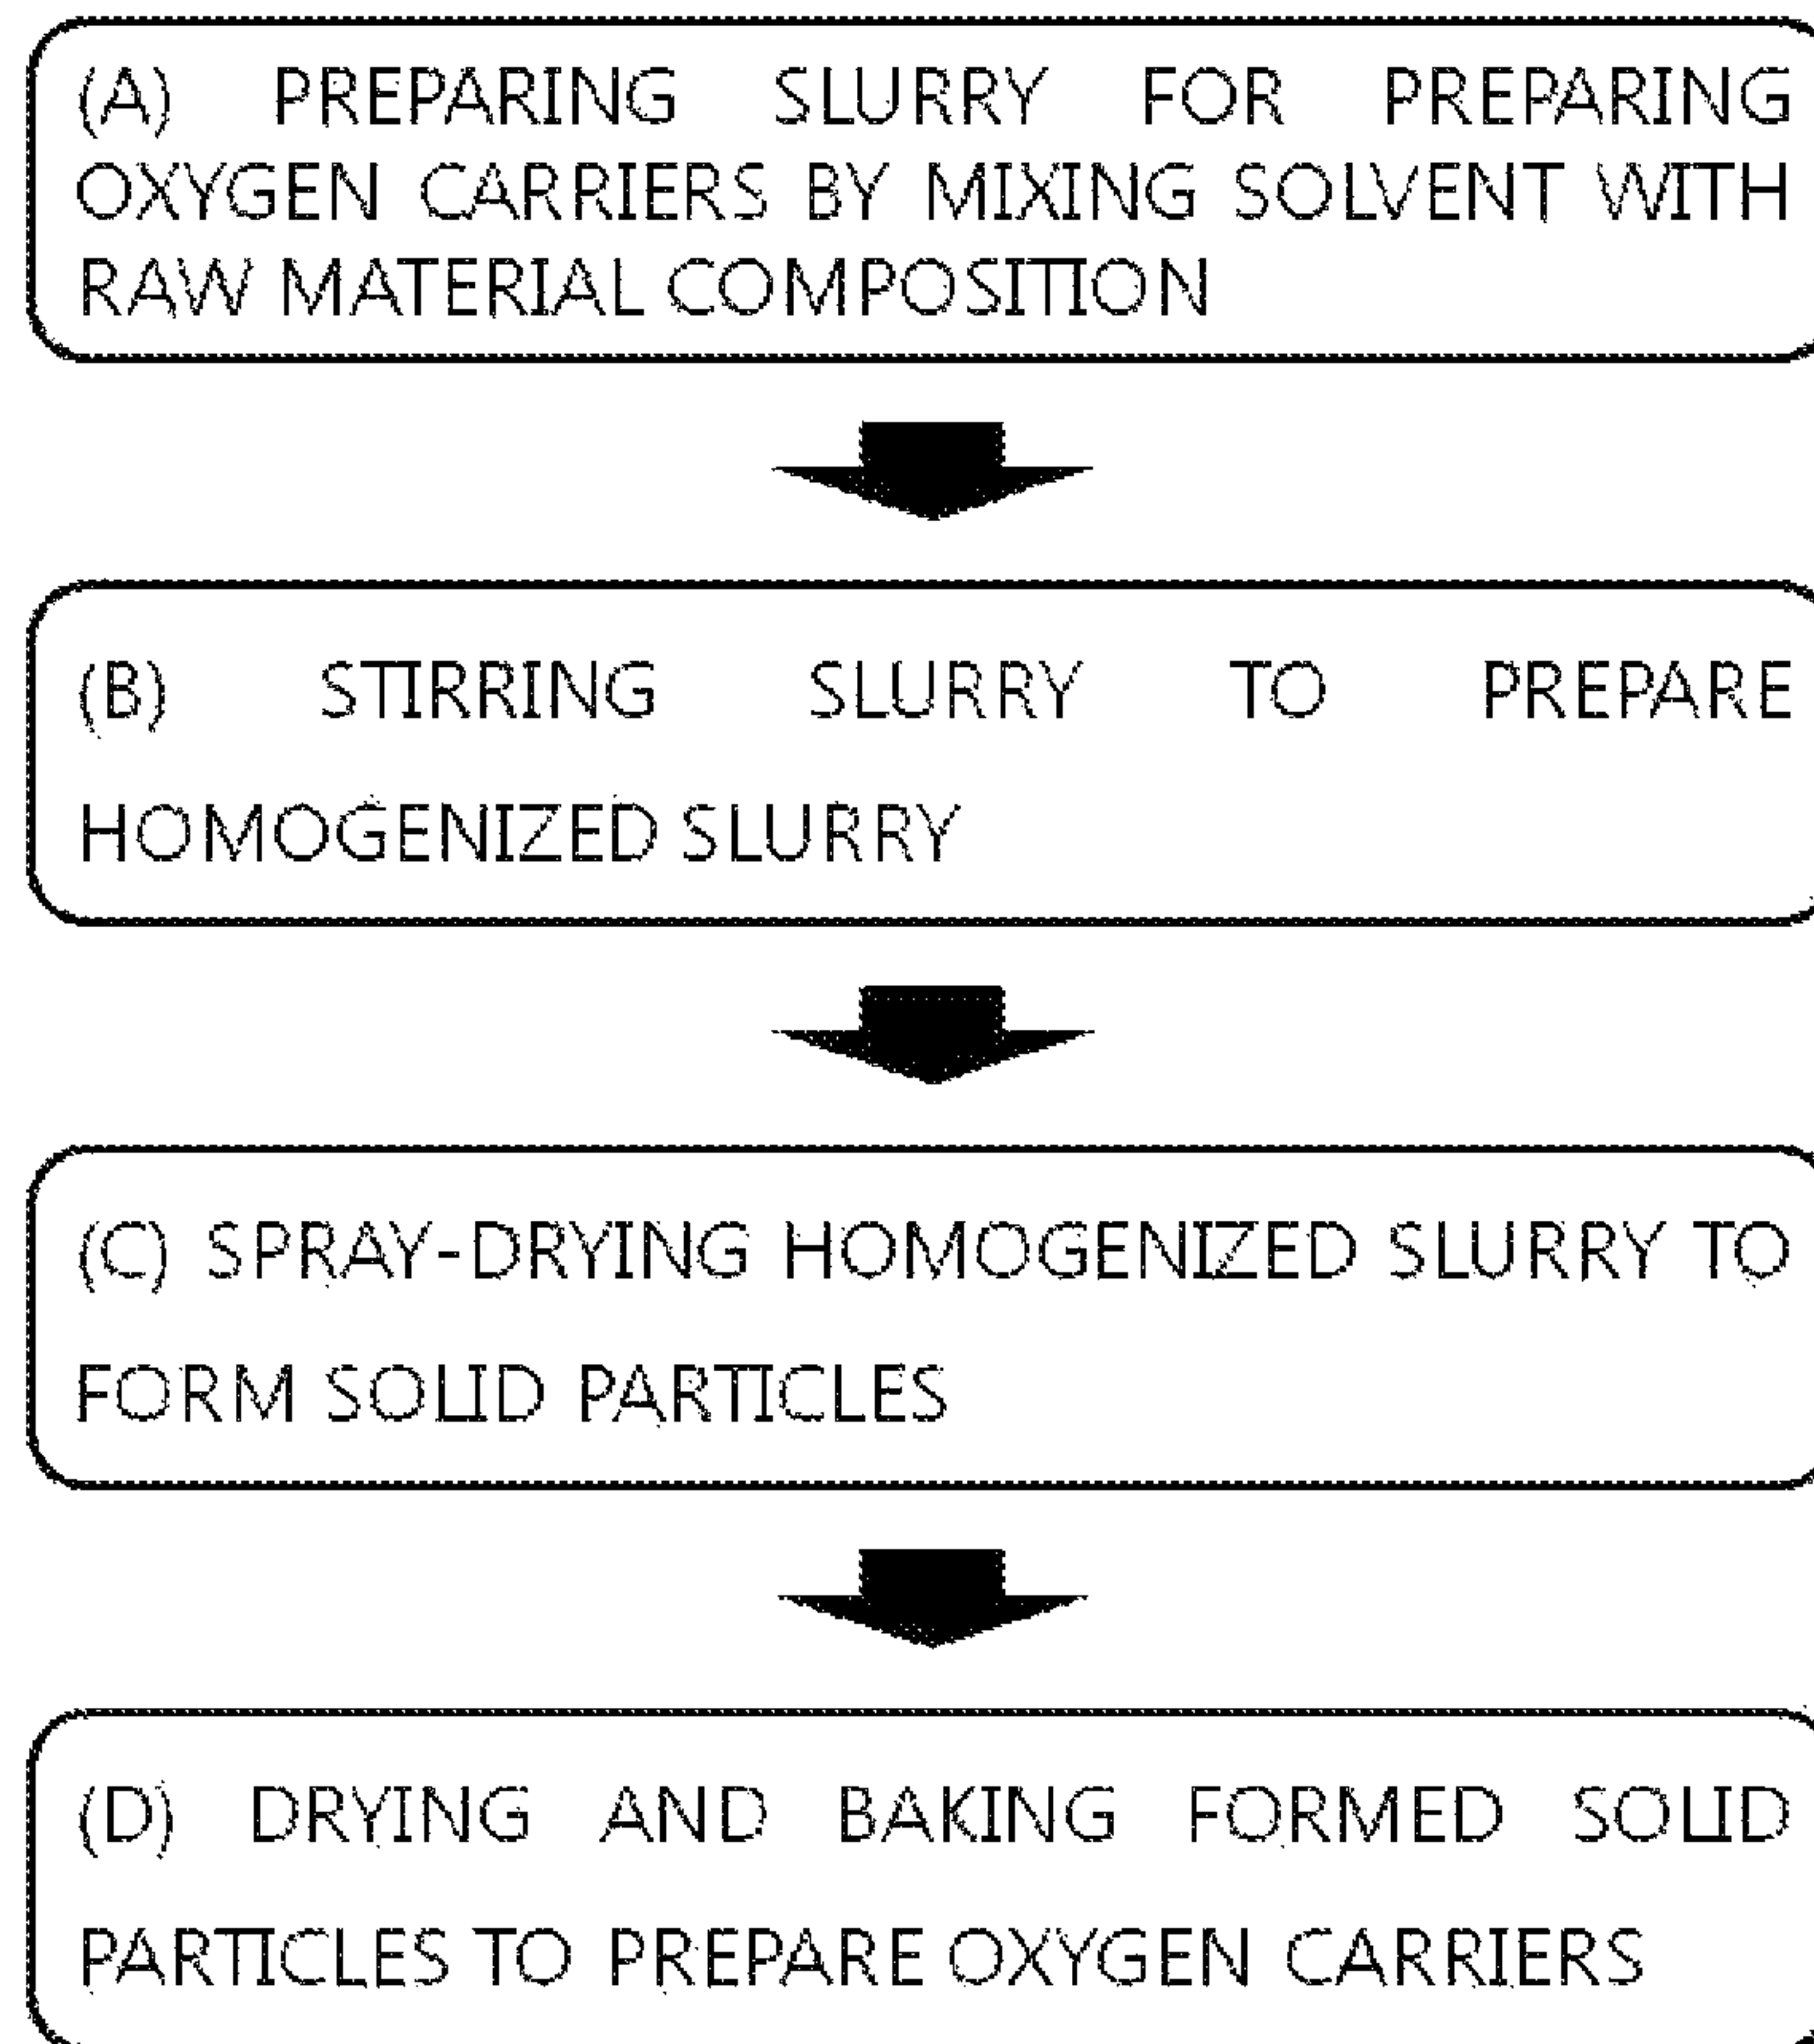 (A) PREPARING SLURRY FOR PREPARING
OXYGEN CARRIERS BY MIXING SOLVENT WITH
RAW MATERIAL COMPOSITION
(B) STIRRING SLURRY TO PREPARE
HOMOGENIZED SLURRY
(C) SPRAY-DRYING HOMOGENIZED SLURRY TO
FORM SOLID PARTICLES
(D) DRYING AND BAKING FORMED SOLID
PARTICLES TO PREPARE OXYGEN CARRIERS